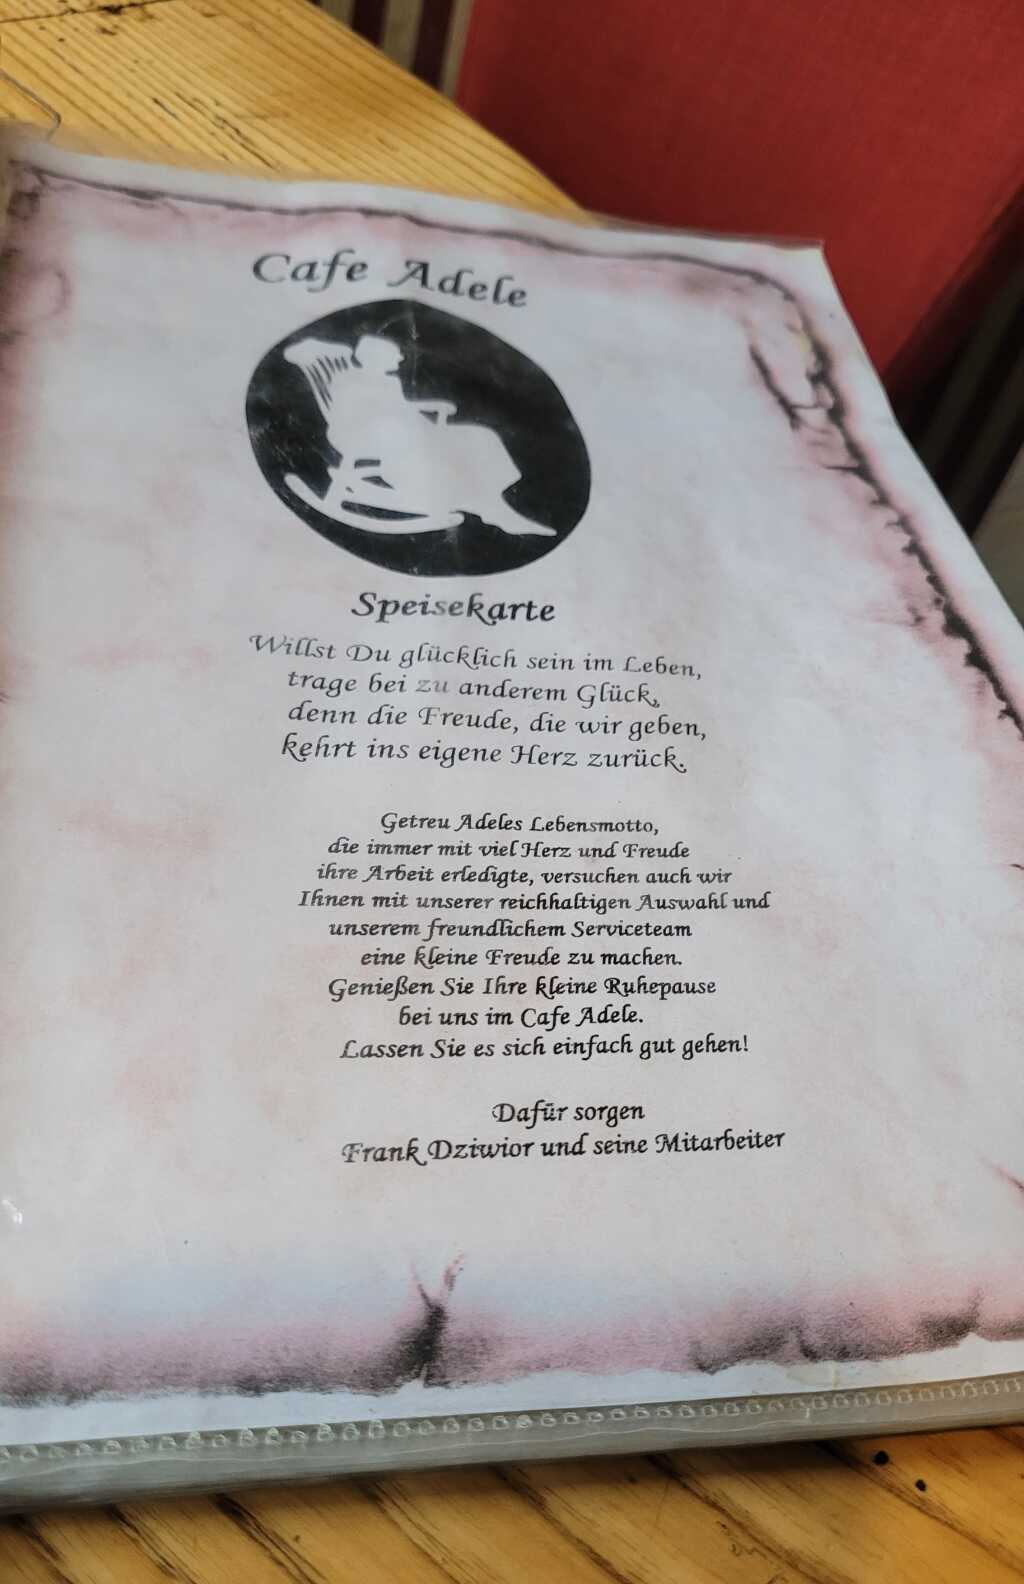 Cafe Adele
Speisekarte
Willst Du glücklich sein im Leben,
trage bei zu anderem Glück,
denn die Freude, die wir geben,
kehrt ins eigene Herz zurück.
Getreu Adeles Lebensmotto,
die immer mit viel Herz und Freude
ihre Arbeit erledigte, versuchen auch wir
Ihnen mit unserer reichhaltigen Auswahl und
unserem freundlichem Serviceteam
eine kleine Freude zu machen.
Genießen Sie Ihre kleine Ruhepause
bei uns im Cafe Adele.
Lassen Sie es sich einfach gut gehen!
Dafür sorgen
Frank Dziwior und seine Mitarbeiter